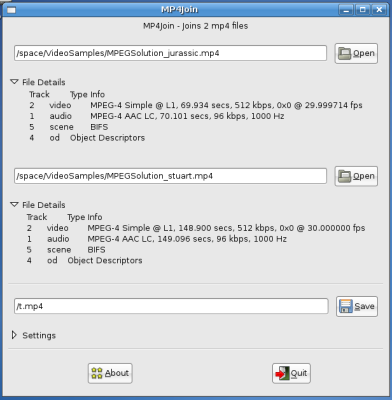 MP4Join
MP4Join - Joins 2 mp4 files
/space/VideoSamples/MPEGSolution_jurassic.mp4 Open
File Details
Track Type Info
2 video MPEG-4 Simple @ L1, 69.934 secs, 512 kbps, 0x0 @ 29.999714 fps
1 audio MPEG-4 AAC LC, 70.101 secs, 96 kbps, 1000 Hz
5 scene BIFS
4 od Object Descriptors
/space/VideoSamples/MPEGSolution_stuart.mp4 Open
File Details
Track Type Info
2 video MPEG-4 Simple @ L1, 148.900 secs, 512 kbps, 0x0 @ 30.000000 fps
1 audio MPEG-4 AAC LC, 149.096 secs, 96 kbps, 1000 Hz
5 scene BIFS
4 od Object Descriptors
/t.mp4 Save
Settings
About Quit